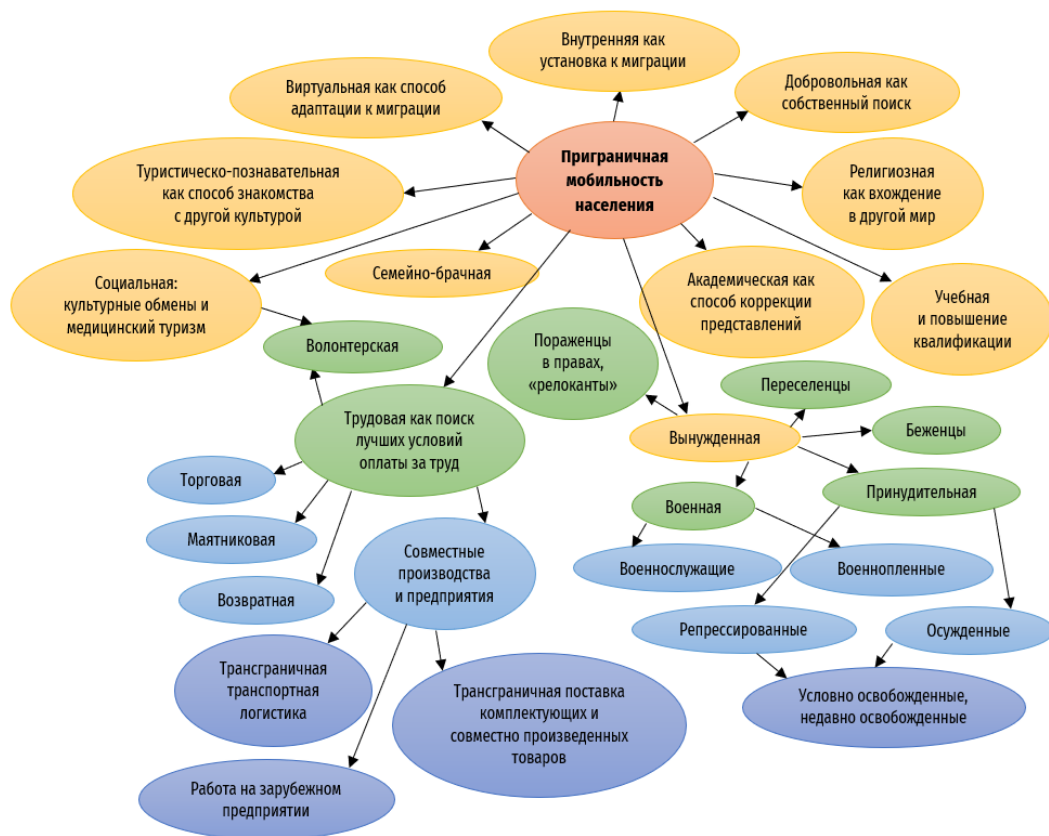 Внутренняя как
установка к миграции
Виртуальная как способ
адаптации к миграции
Добровольная как
собственный поиск
Приграничная
мобильность
населения
Туристическо-познавательная
как способ знакомства
с другой культурой
Религиозная
как вхождение
в другой мир
Семейно-брачная
Социальная:
культурные обмены и
медицинский туризм
Академическая как
способ коррекции
представлений
Учебная
и повышение
квалификации
Волонтерская
Пораженцы
в правах,
«релоканты»
Переселенцы
Трудовая как поиск
лучших условий
оплаты за труд
Вынужденная
Беженцы
Торговая
Военная
Принудительная
Маятниковая
Совместные
производства
и предприятия
Военнослужащие
Военнопленные
Возвратная
Репрессированные
Осужденные
Трансграничная
транспортная
логистика
Трансграничная поставка
комплектующих и
совместно произведенных
товаров
Условно освобожденные,
недавно освобожденные
Работа на зарубежном
предприятии